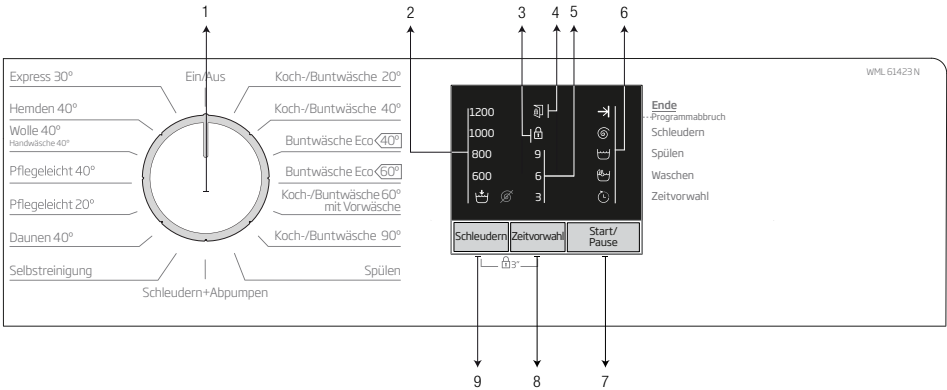 1
2
3
4
5
6
WML 61423 N
Express 30°
Hemden 40°
Wolle 40°
Handwäsche 40°
Pflegeleicht 40°
Pflegeleicht 20°
Daunen 40°
Selbstreinigung
Ein/Aus
Schleudern+Abpumpen
Koch-/Buntwäsche 20°
Koch-/Buntwäsche 40°
Buntwäsche Eco 40°
Buntwäsche Eco 60°
Koch-/Buntwäsche 60°
mit Vorwäsche
Koch-/Buntwäsche 90°
Spülen
1200
1000
800
600
9
6
3
Ende
Programmabbruch
Schleudern
Spülen
Waschen
Zeitvorwahl
Schleudern
Zeitvorwahl
Start/
Pause
3"
9
8
7